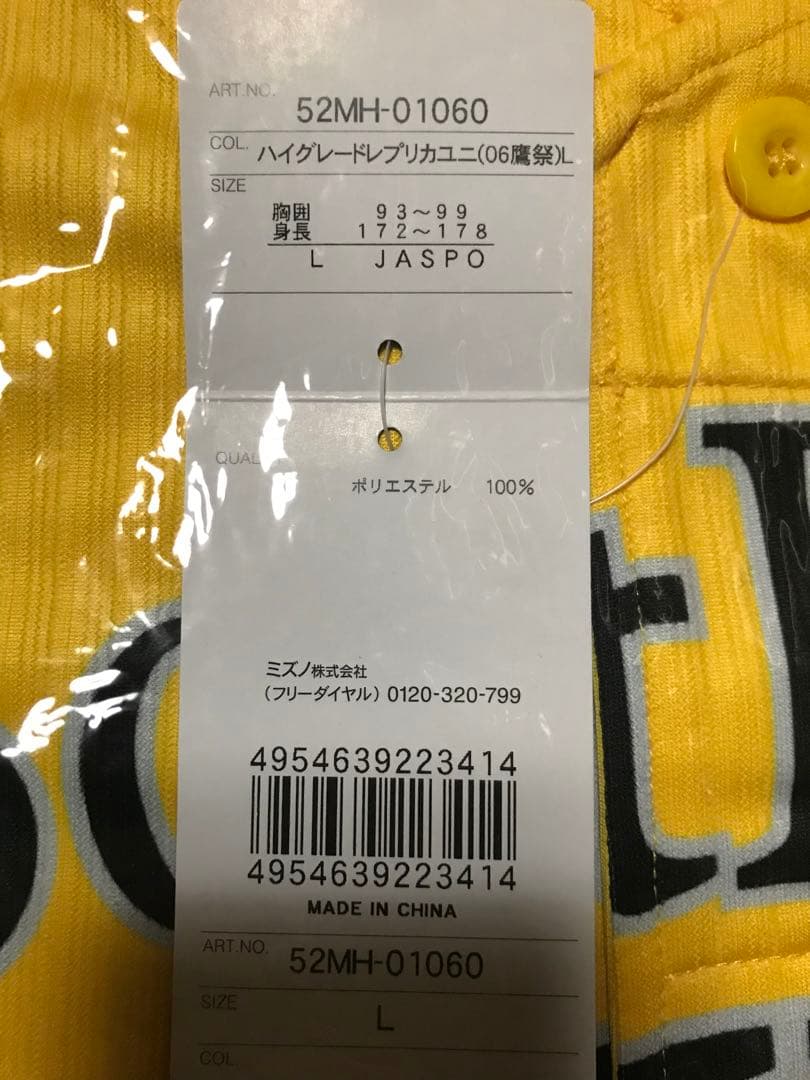 ART.NO.
52MH-01060
COL.
ハイグレードレプリカユニ(06鷹祭)L
SIZE
胸囲 93〜99
身長 172〜178
L JASPO
QUAL
ポリエステル 100%
ミズノ株式会社
(フリーダイヤル) 0120-320-799
4954639223414
4954639223414
MADE IN CHINA
ART.NO.
52MH-01060
SIZE
L
COL